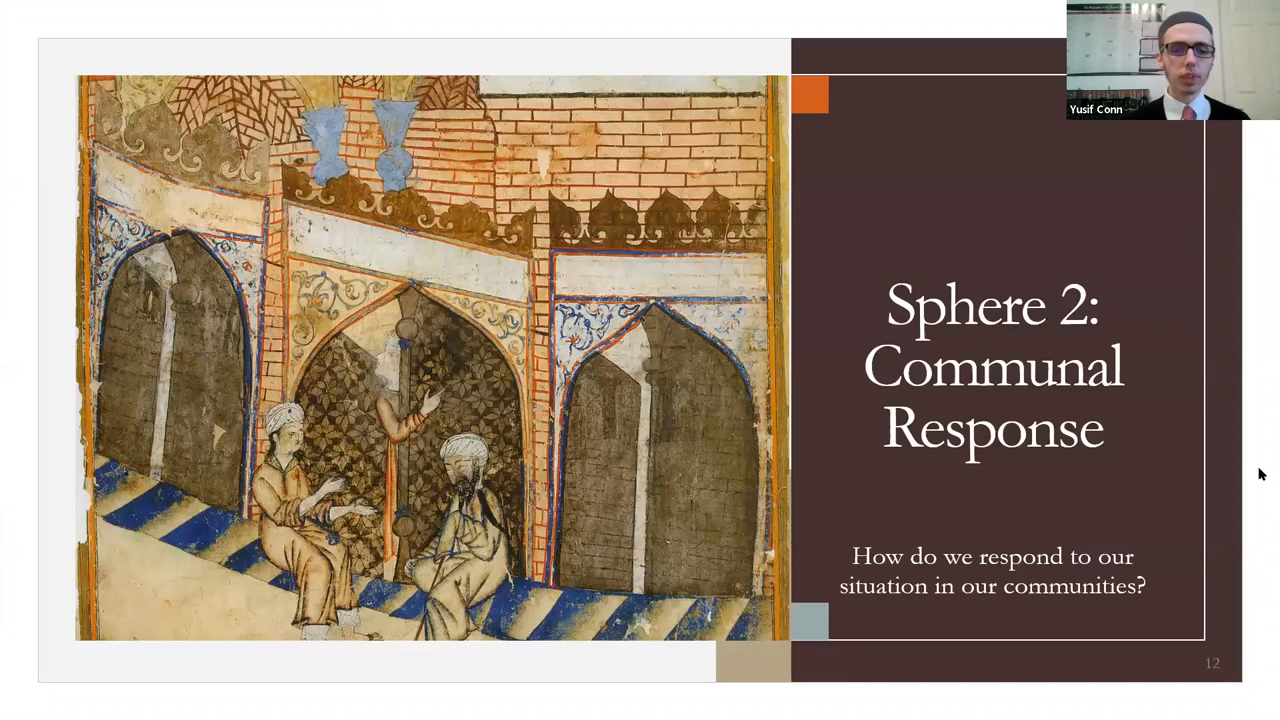 Yusif Conn
Sphere 2:
Communal
Response
How do we respond to our
situation in our communities?
12